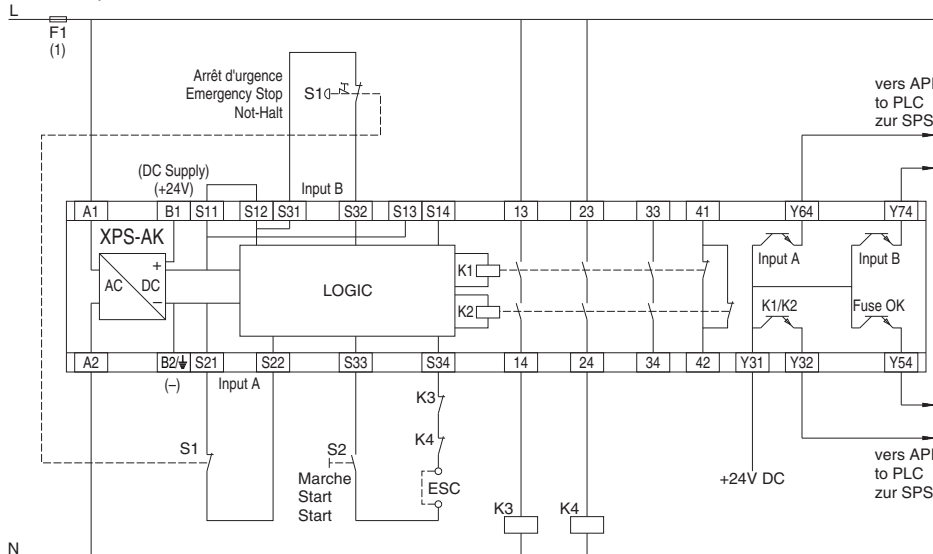 L
F1
(1)
Arrêt d'urgence
Emergency Stop
Not-Halt
S1
vers API
to PLC
zur SPS
(DC Supply)
(+24V)
Input B
A1 B1 S11 S12 S31 S32 S13 S14 13 23 33 41 Y64 Y74
XPS-AK
+
AC DC
–
LOGIC
K1
K2
Input A
Input B
K1/K2
Fuse OK
A2 B2/⏚ S21 S22 S33 S34 14 24 34 42 Y31 Y32 Y54
(–)
Input A
K3
S1
S2
K4
Marche
Start
Start
ESC
+24V DC
vers API
to PLC
zur SPS
K3
K4
N